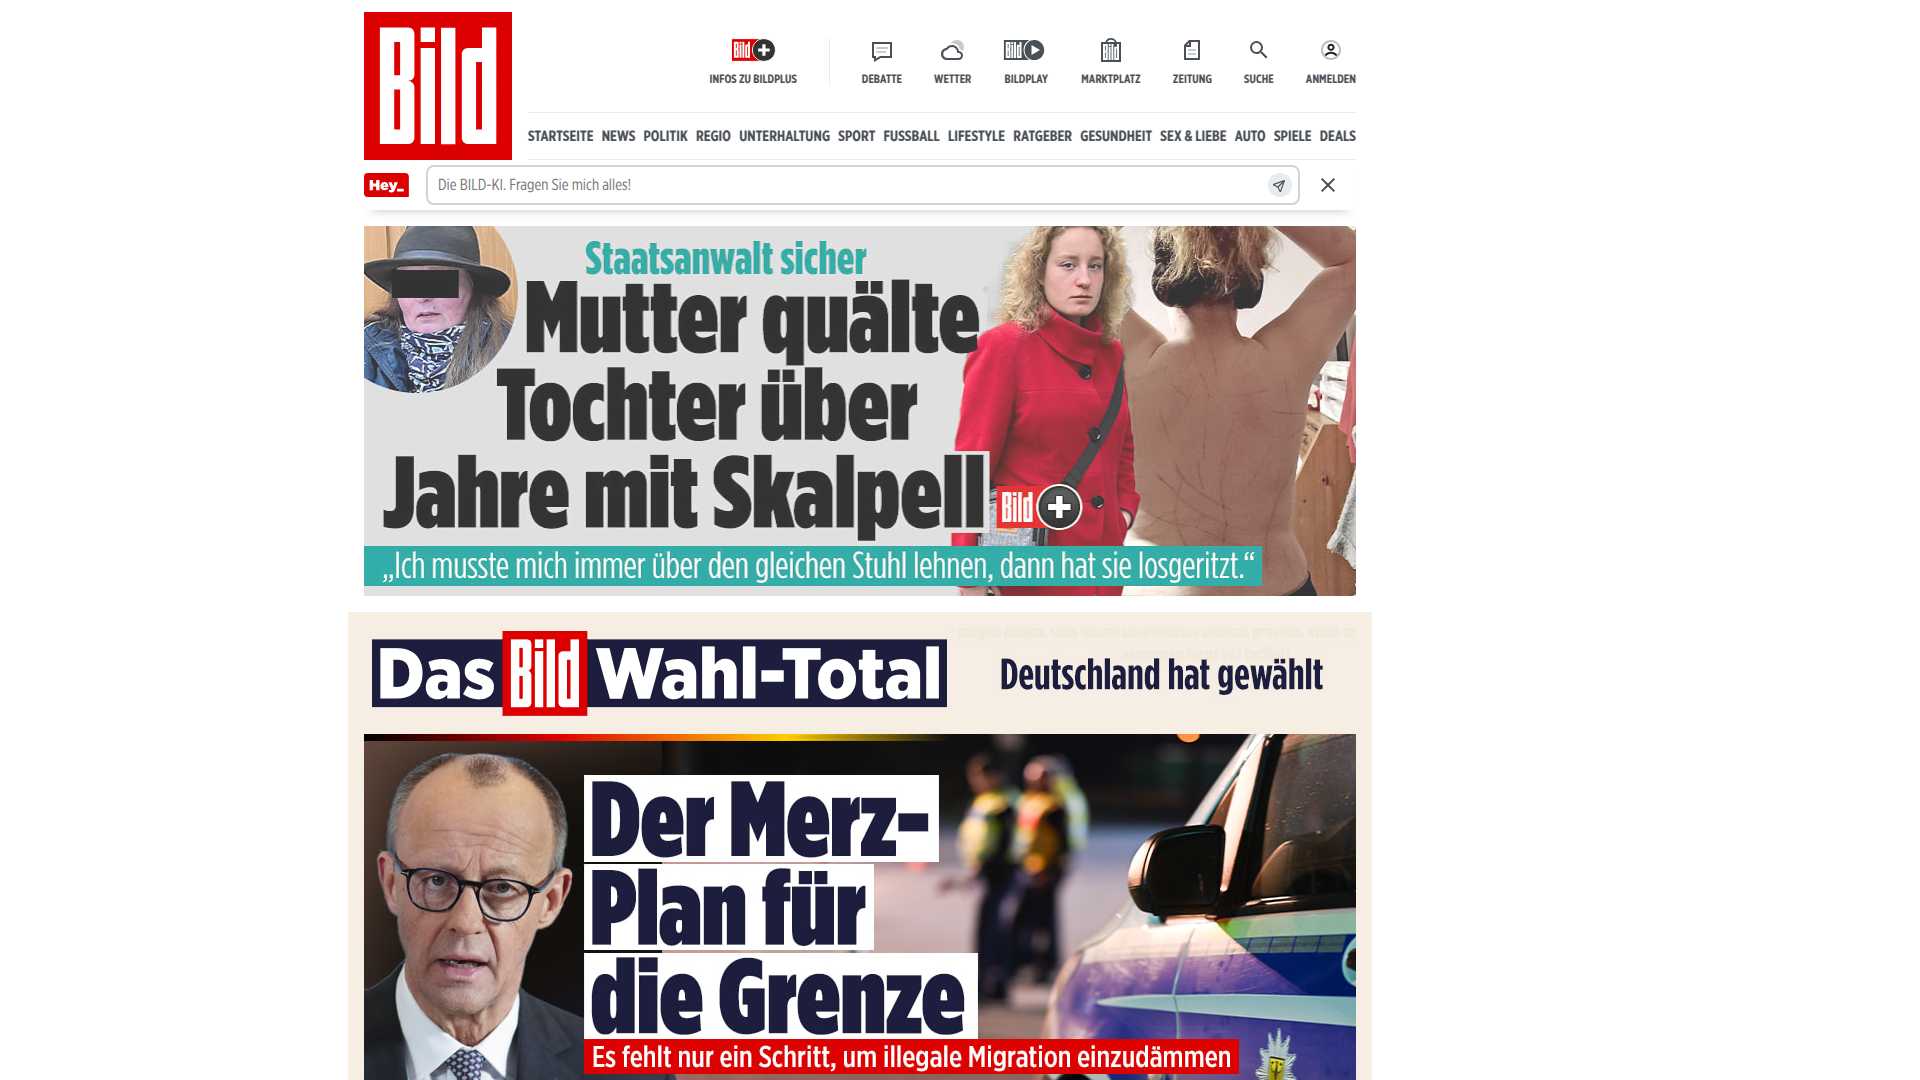 Bild
Bild
INFOS ZU BILDPLUS
DEBATTE
WETTER
Bild
BILDPLAY
Bild
MARKTPLATZ
ZEITUNG
SUCHE
ANMELDEN
STARTSEITE NEWS POLITIK REGIO UNTERHALTUNG SPORT FUSSBALL LIFESTYLE RATGEBER GESUNDHEIT SEX & LIEBE AUTO SPIELE DEALS
Hey_
Die BILD-KI. Fragen Sie mich alles!
Staatsanwalt sicher
Mutter quälte
Tochter über
Jahre mit Skalpell
Bild
„Ich musste mich immer über den gleichen Stuhl lehnen, dann hat sie losgeritzt.“
Das Bild Wahl-Total
Deutschland hat gewählt
Der Merz-
Plan für
die Grenze
Es fehlt nur ein Schritt, um illegale Migration einzudämmen